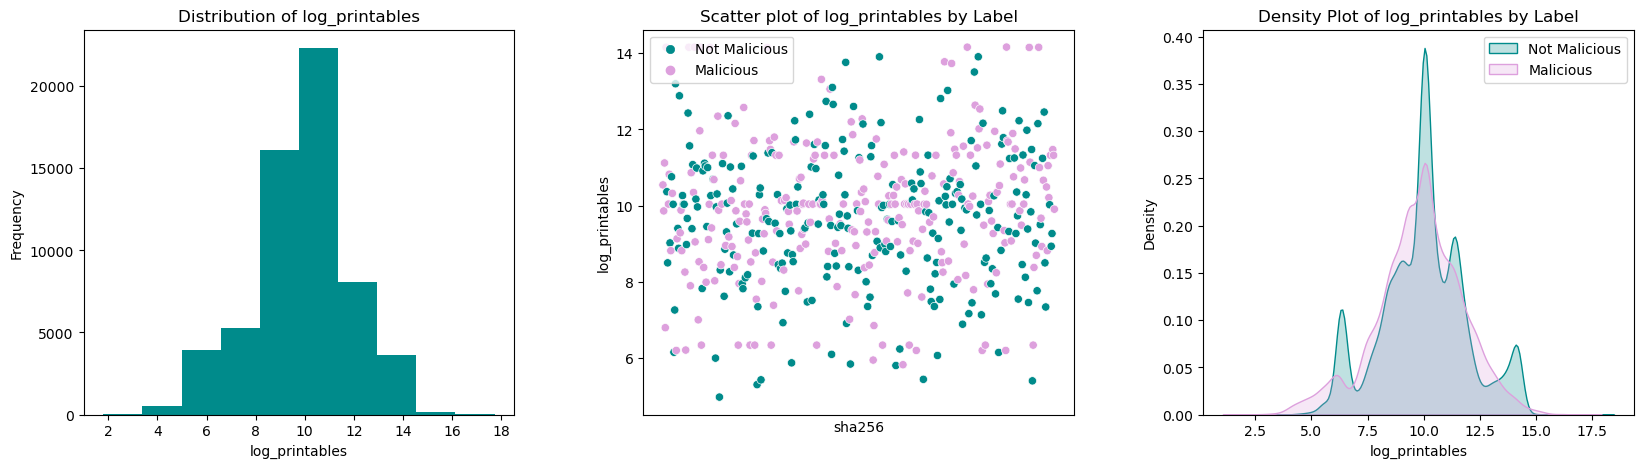 Distribution of log_printables
Frequency
20000
15000
10000
5000
0
2 4 6 8 10 12 14 16 18
log_printables
Scatter plot of log_printables by Label
Not Malicious
Malicious
log_printables
14
12
10
8
6
sha256
Density Plot of log_printables by Label
Not Malicious
Malicious
Density
0.40
0.35
0.30
0.25
0.20
0.15
0.10
0.05
0.00
2.5 5.0 7.5 10.0 12.5 15.0 17.5
log_printables